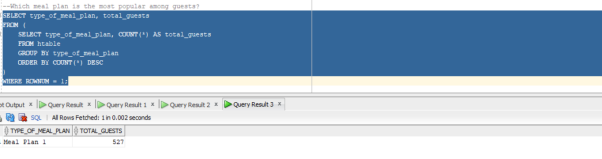 --Which meal plan is the most popular among guests?
SELECT type_of_meal_plan, total_guests
FROM (
SELECT type_of_meal_plan, COUNT(*) AS total_guests
FROM htable
GROUP BY type_of_meal_plan
ORDER BY COUNT(*) DESC
)
WHERE ROWNUM = 1;
Output × Query Result × Query Result 1 × Query Result 2 × Query Result 3 ×
SQL | All Rows Fetched: 1 in 0.002 seconds
TYPE_OF_MEAL_PLAN TOTAL_GUESTS
Meal Plan 1 527